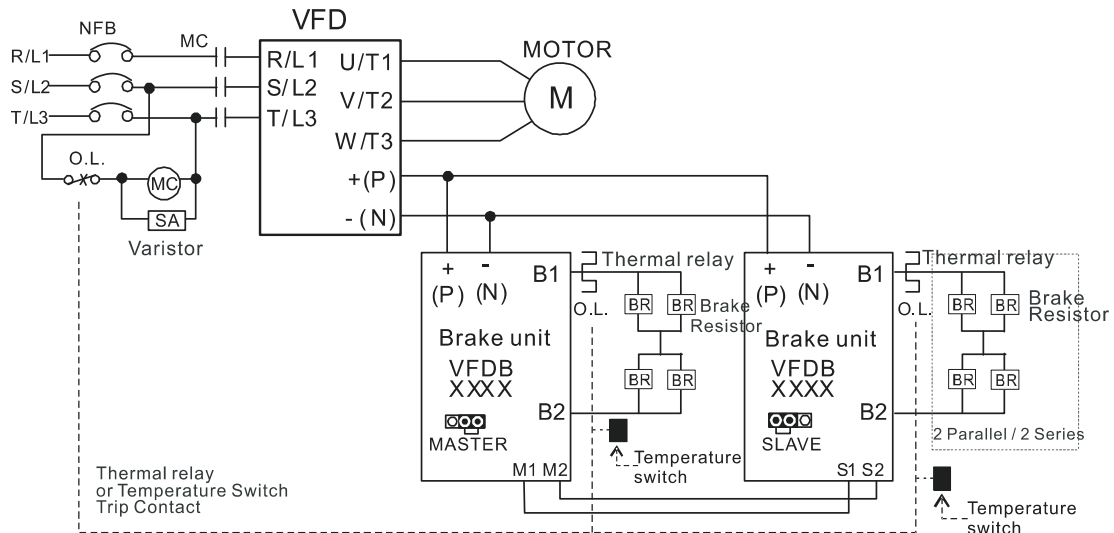 VFD
NFB
MC
R/L1
S/L2
T/L3
R/L1
S/L2
T/L3
U/T1
V/T2
W/T3
+(P)
-(N)
MOTOR
M
O.L.
MC
SA
Varistor
+
(P)
-
(N)
B1
Brake unit
VFDB
XXXX
B2
MASTER
M1 M2
Thermal relay
O.L.
BR
BR
BR
BR
Brake
Resistor
Temperature
switch
+
(P)
-
(N)
B1
Brake unit
VFDB
XXXX
B2
SLAVE
S1 S2
Thermal relay
O.L.
BR
BR
BR
BR
Brake
Resistor
2 Parallel / 2 Series
Temperature
switch
Thermal relay
or Temperature Switch
Trip Contact